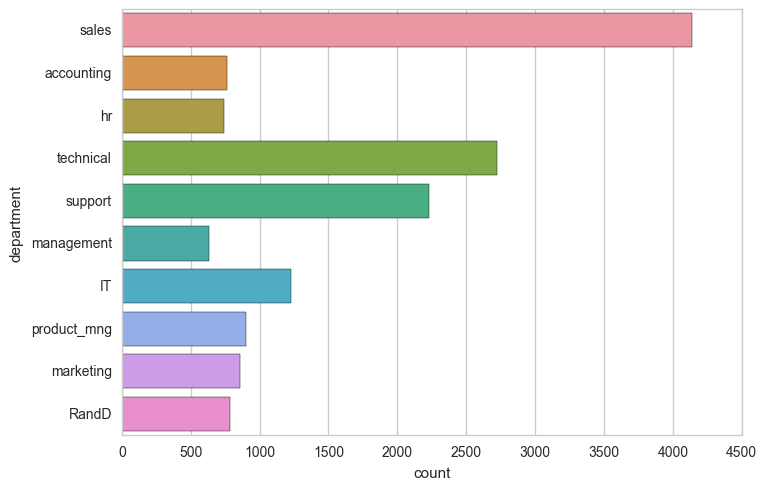 sales
accounting
hr
technical
support
management
IT
product_mng
marketing
RandD
department
0 500 1000 1500 2000 2500 3000 3500 4000 4500
count